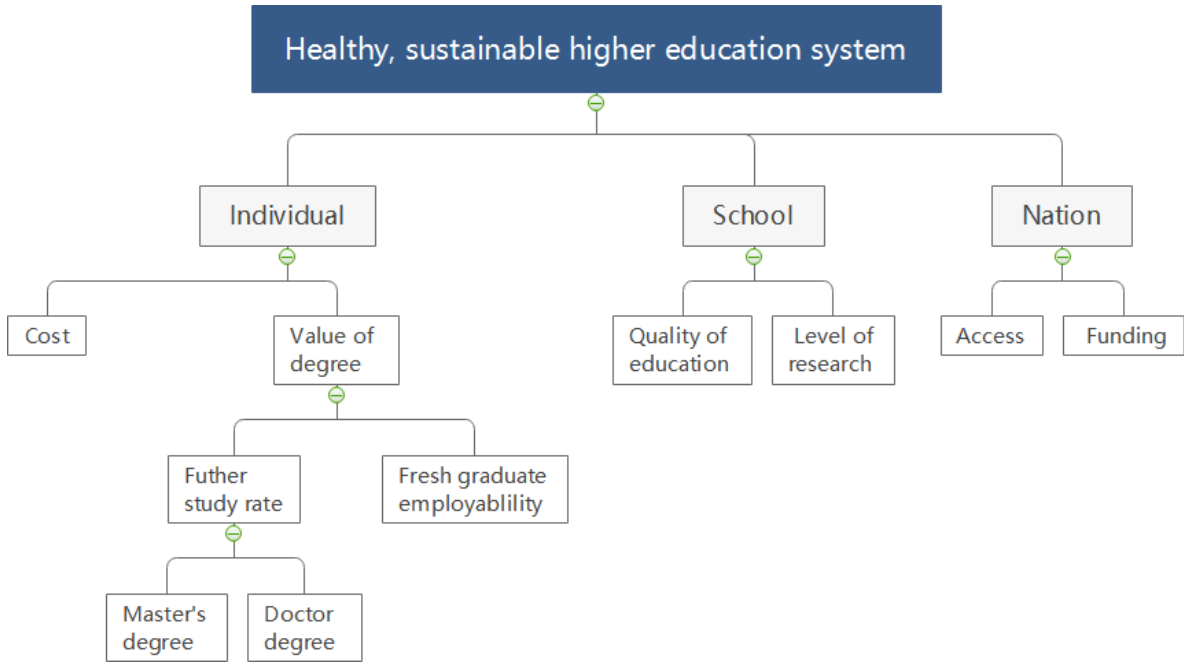 Healthy, sustainable higher education system
Individual
School
Nation
Cost
Value of
degree
Quality of
education
Level of
research
Access
Funding
Futher
study rate
Fresh graduate
employablility
Master's
degree
Doctor
degree